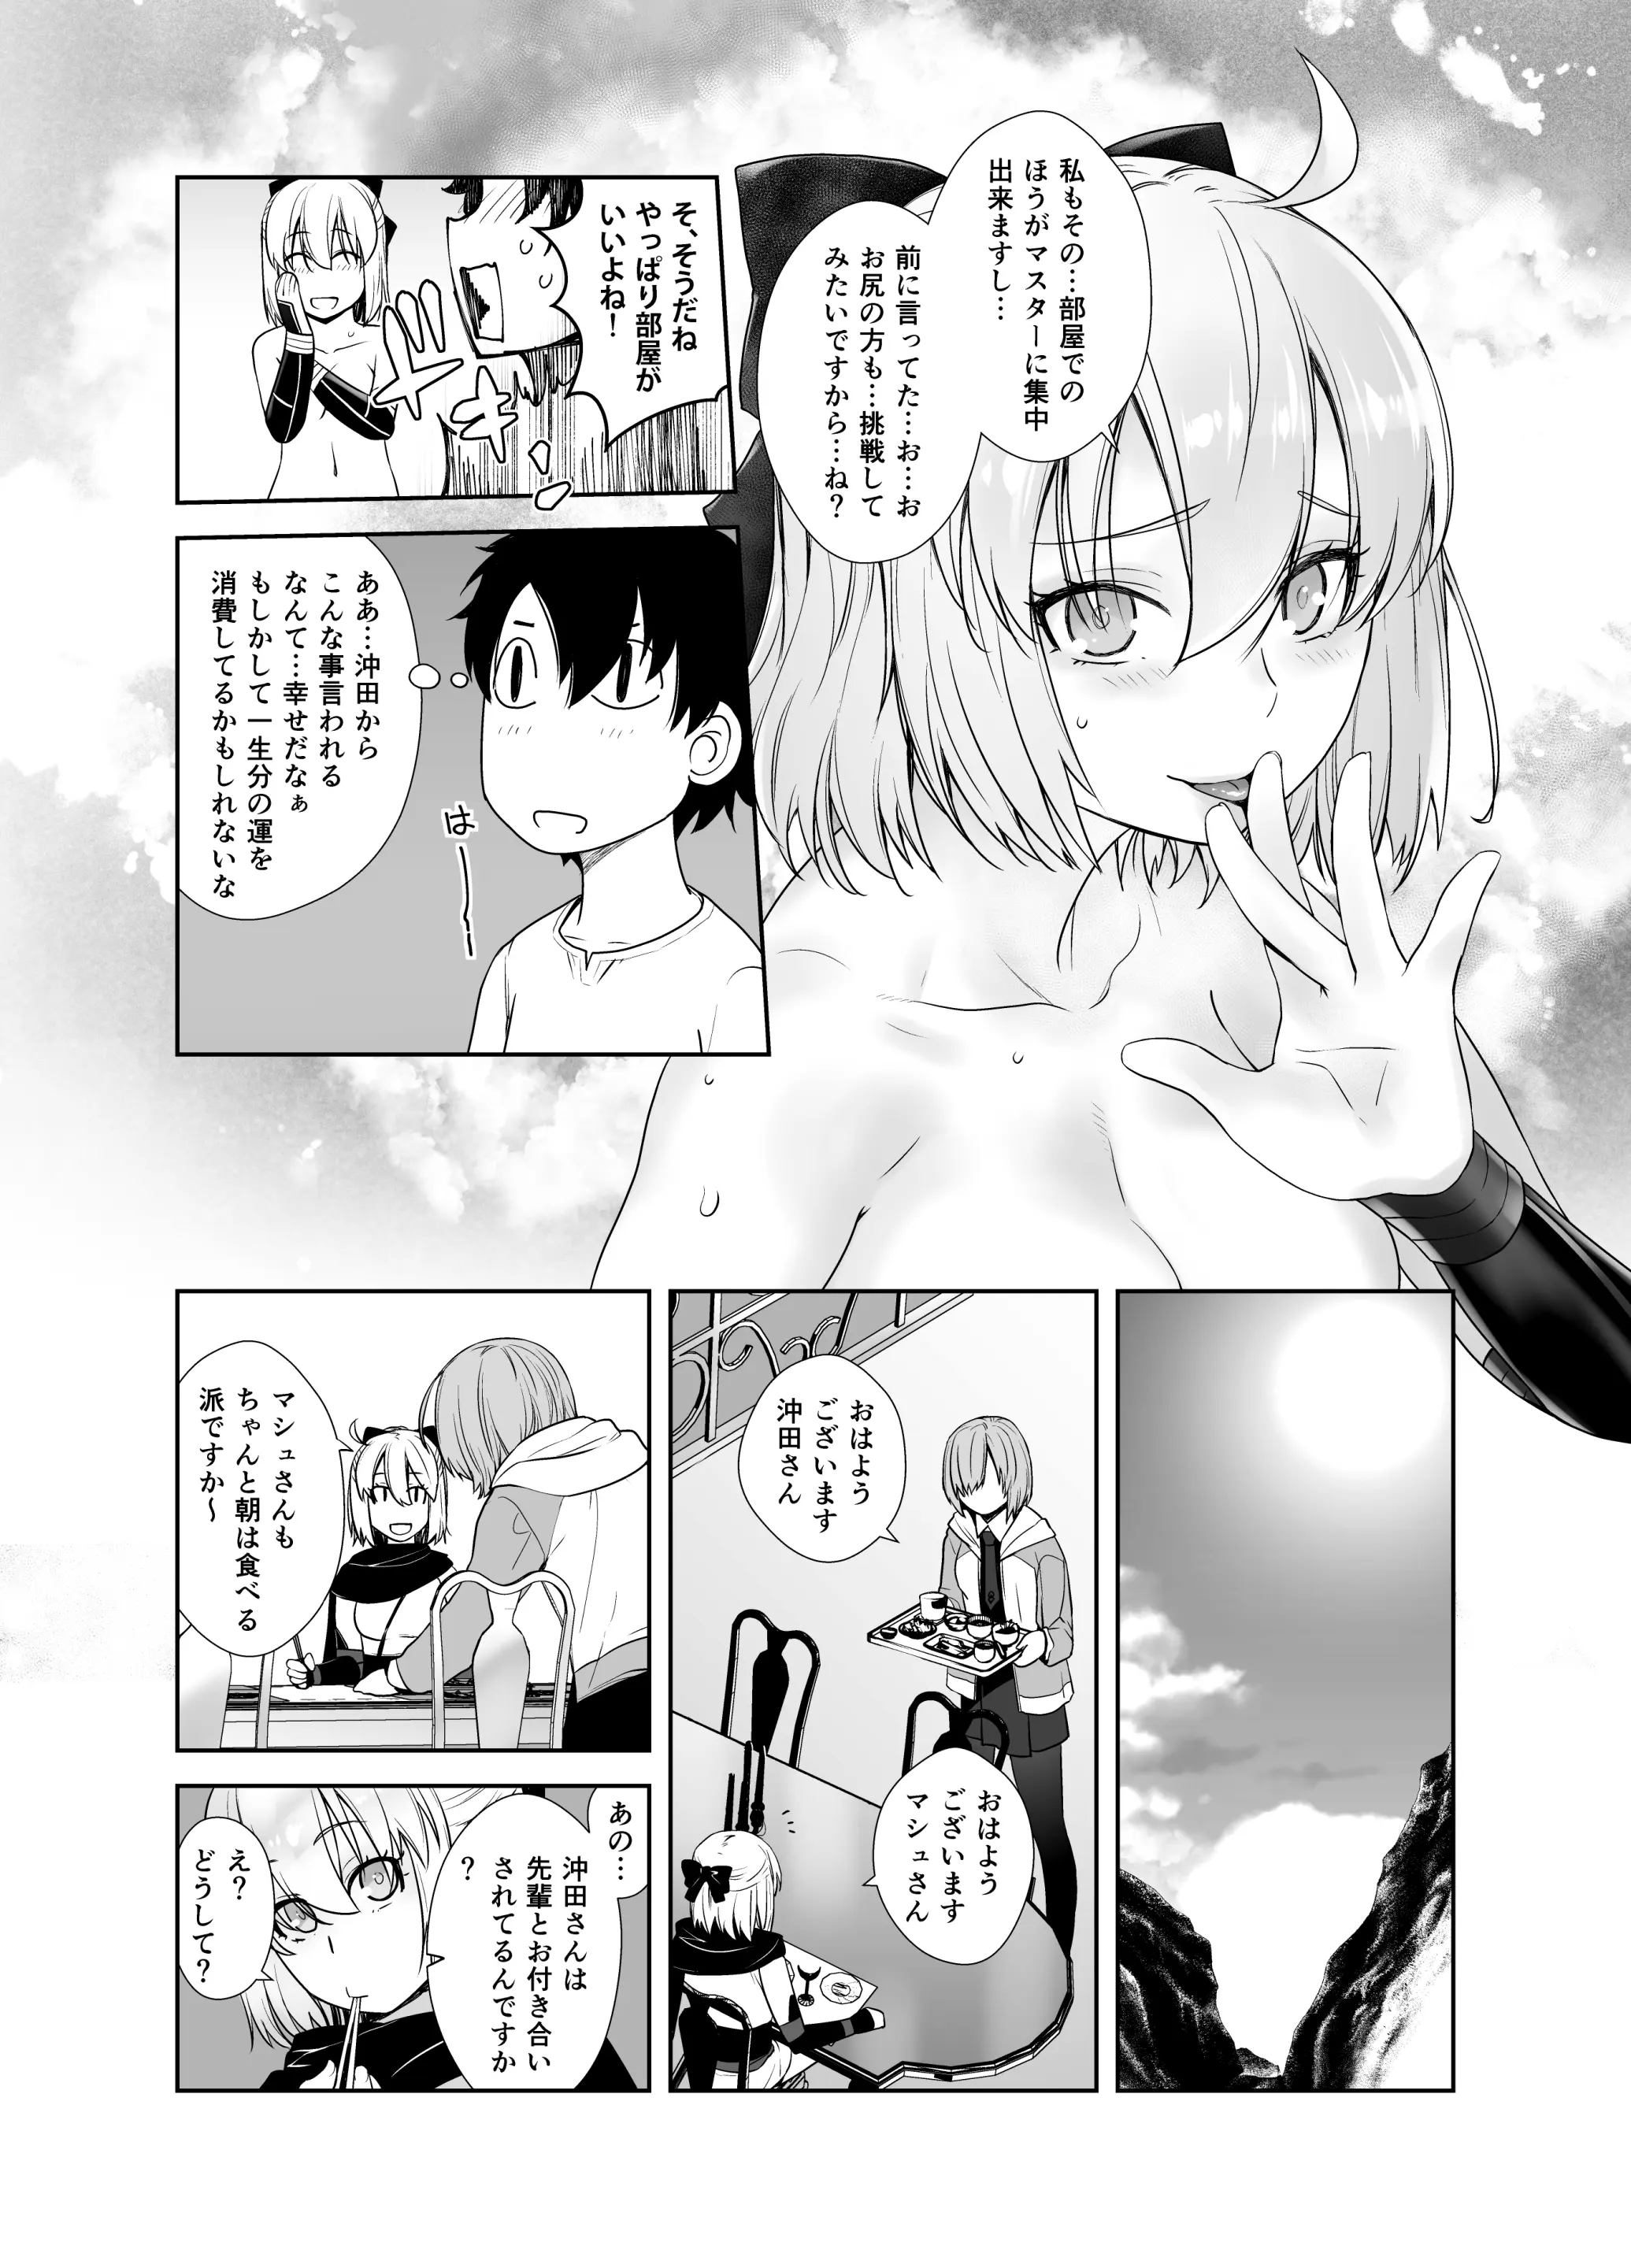 私もその…部屋での
ほうがマスターに集中
出来ますし…
前に言ってた…お…お
お尻の方も…挑戦して
みたいですから…ね？
そ、そうだね
やっぱり部屋が
いいよね！
ドキ
ああ…沖田から
こんな事言われる
なんて…幸せだなぁ
もしかして一生分の運を
消費してるかもしれないな
はーー
おはよう
ございます
沖田さん
おはよう
ございます
マシュさん
マシュさんも
ちゃんと朝は食べる
派ですか～
あの…
沖田さんは
先輩とお付き合い
されてるんですか
？
え？
どうして？